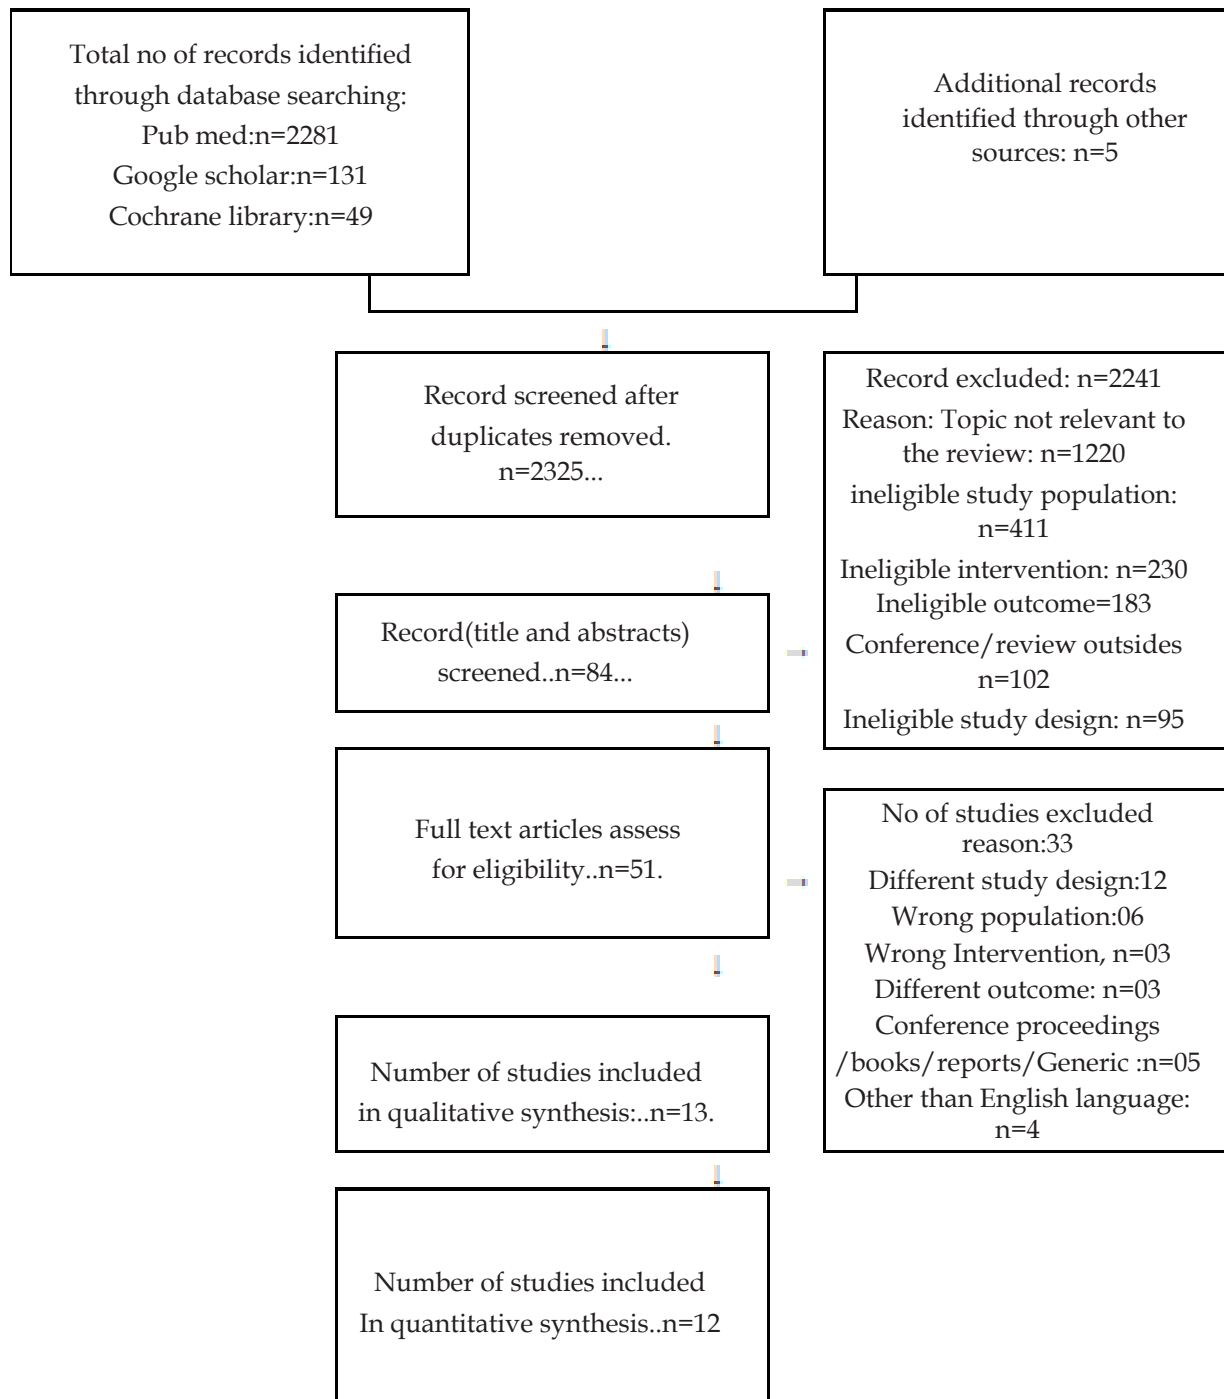 Total no of records identified
through database searching:
Pub med:n=2281
Google scholar:n=131
Cochrane library:n=49
Additional records
identified through other
sources: n=5
Record screened after
duplicates removed.
n=2325...
Record excluded: n=2241
Reason: Topic not relevant to
the review: n=1220
ineligible study population:
n=411
Ineligible intervention: n=230
Ineligible outcome=183
Conference/review outsides
n=102
Ineligible study design: n=95
Record(title and abstracts)
screened..n=84...
Full text articles assess
for eligibility..n=51.
No of studies excluded
reason:33
Different study design:12
Wrong population:06
Wrong Intervention, n=03
Different outcome: n=03
Conference proceedings
/books/reports/Generic :n=05
Other than English language:
n=4
Number of studies included
in qualitative synthesis:..n=13.
Number of studies included
In quantitative synthesis..n=12